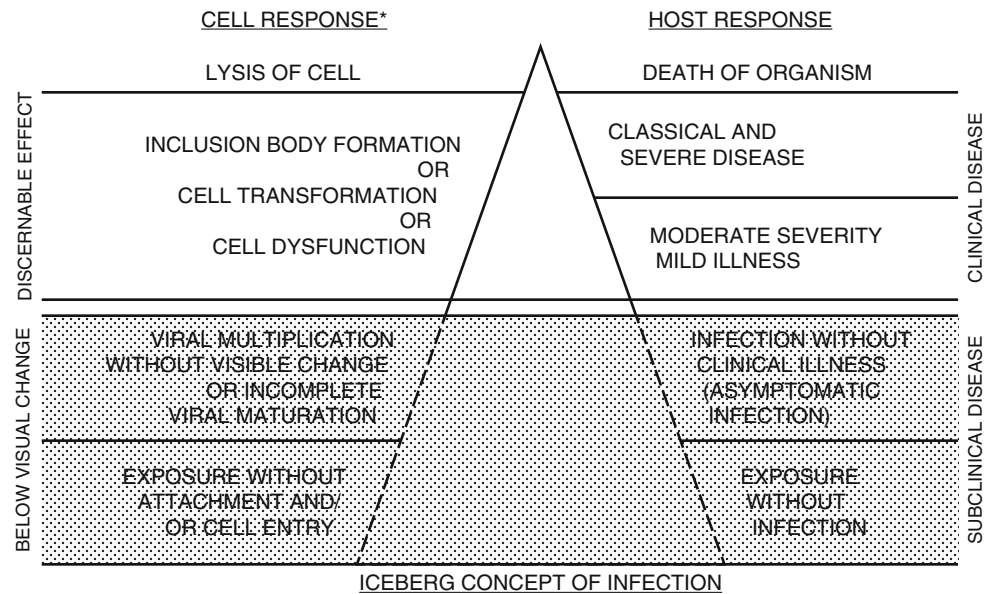 CELL RESPONSE*
HOST RESPONSE
LYSIS OF CELL
DEATH OF ORGANISM
DISCERNABLE EFFECT
INCLUSION BODY FORMATION
OR
CELL TRANSFORMATION
OR
CELL DYSFUNCTION
CLASSICAL AND
SEVERE DISEASE
MODERATE SEVERITY
MILD ILLNESS
CLINICAL DISEASE
BELOW VISUAL CHANGE
VIRAL MULTIPLICATION
WITHOUT VISIBLE CHANGE
OR INCOMPLETE
VIRAL MATURATION
INFECTION WITHOUT
CLINICAL ILLNESS
(ASYMPTOMATIC
INFECTION)
EXPOSURE WITHOUT
ATTACHMENT AND/
OR CELL ENTRY
EXPOSURE
WITHOUT
INFECTION
SUBCLINICAL DISEASE
ICEBERG CONCEPT OF INFECTION